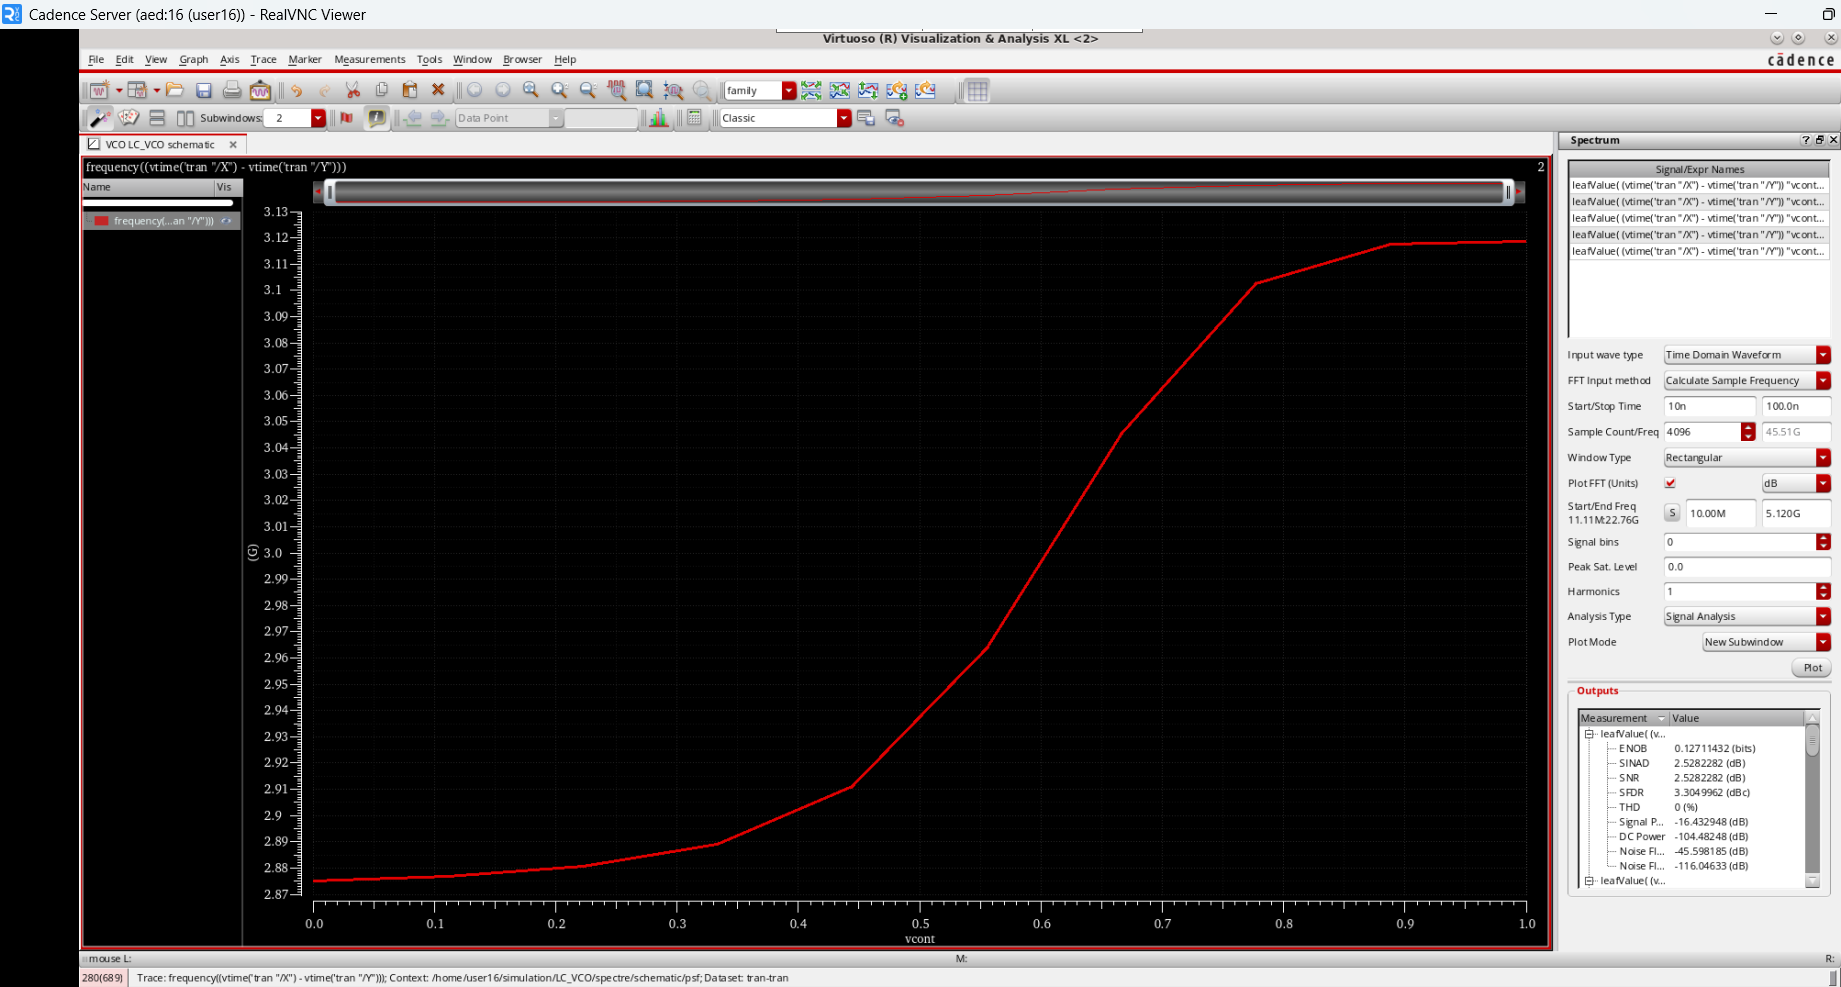 Cadence Server (aed:16 (user16)) - RealVNC Viewer
Virtuoso (R) Visualization & Analysis XL <2>
File Edit View Graph Axis Trace Marker Measurements Tools Window Browser Help
cādence
family
Subwindows: 2
Data Point
Classic
VCO LC_VCO schematic
frequency((vtime('tran "/X") - vtime('tran "/Y")))
2
Name Vis
frequency(...an "/Y")))
3.13
3.12
3.11
3.1
3.09
3.08
3.07
3.06
3.05
3.04
3.03
3.02
3.01
(G)
3.0
2.99
2.98
2.97
2.96
2.95
2.94
2.93
2.92
2.91
2.9
2.89
2.88
2.87
0.0 0.1 0.2 0.3 0.4 0.5 0.6 0.7 0.8 0.9 1.0
vcont
Spectrum
Signal/Expr Names
leafValue( (vtime('tran "/X") - vtime('tran "/Y")) "vcont...
leafValue( (vtime('tran "/X") - vtime('tran "/Y")) "vcont...
leafValue( (vtime('tran "/X") - vtime('tran "/Y")) "vcont...
leafValue( (vtime('tran "/X") - vtime('tran "/Y")) "vcont...
leafValue( (vtime('tran "/X") - vtime('tran "/Y")) "vcont...
Input wave type Time Domain Waveform
FFT Input method Calculate Sample Frequency
Start/Stop Time 10n 100.0n
Sample Count/Freq 4096 45.51G
Window Type Rectangular
Plot FFT (Units) dB
Start/End Freq
11.11M:22.76G
S 10.00M 5.120G
Signal bins 0
Peak Sat. Level 0.0
Harmonics 1
Analysis Type Signal Analysis
Plot Mode New Subwindow
Plot
Outputs
Measurement Value
leafValue( (v...
ENOB 0.12711432 (bits)
SINAD 2.5282282 (dB)
SNR 2.5282282 (dB)
SFDR 3.3049962 (dBc)
THD 0 (%)
Signal P... -16.432948 (dB)
DC Power -104.48248 (dB)
Noise Fl... -45.598185 (dB)
Noise Fl... -116.04633 (dB)
leafValue( (v...
mouse L: M: R:
280(689) Trace: frequency((vtime('tran "/X") - vtime('tran "/Y"))); Context: /home/user16/simulation/LC_VCO/spectre/schematic/psf; Dataset: tran-tran